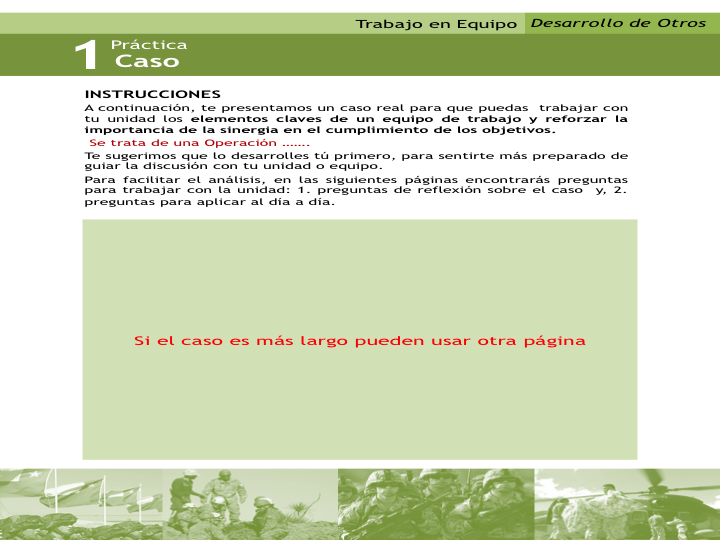 Trabajo en Equipo Desarrollo de Otros
1 Práctica
Caso
INSTRUCCIONES
A continuación, te presentamos un caso real para que puedas trabajar con
tu unidad los elementos claves de un equipo de trabajo y reforzar la
importancia de la sinergia en el cumplimiento de los objetivos.
Se trata de una Operación .......
Te sugerimos que lo desarrolles tú primero, para sentirte más preparado de
guiar la discusión con tu unidad o equipo.
Para facilitar el análisis, en las siguientes páginas encontrarás preguntas
para trabajar con la unidad: 1. preguntas de reflexión sobre el caso y, 2.
preguntas para aplicar al día a día.
Si el caso es más largo pueden usar otra página